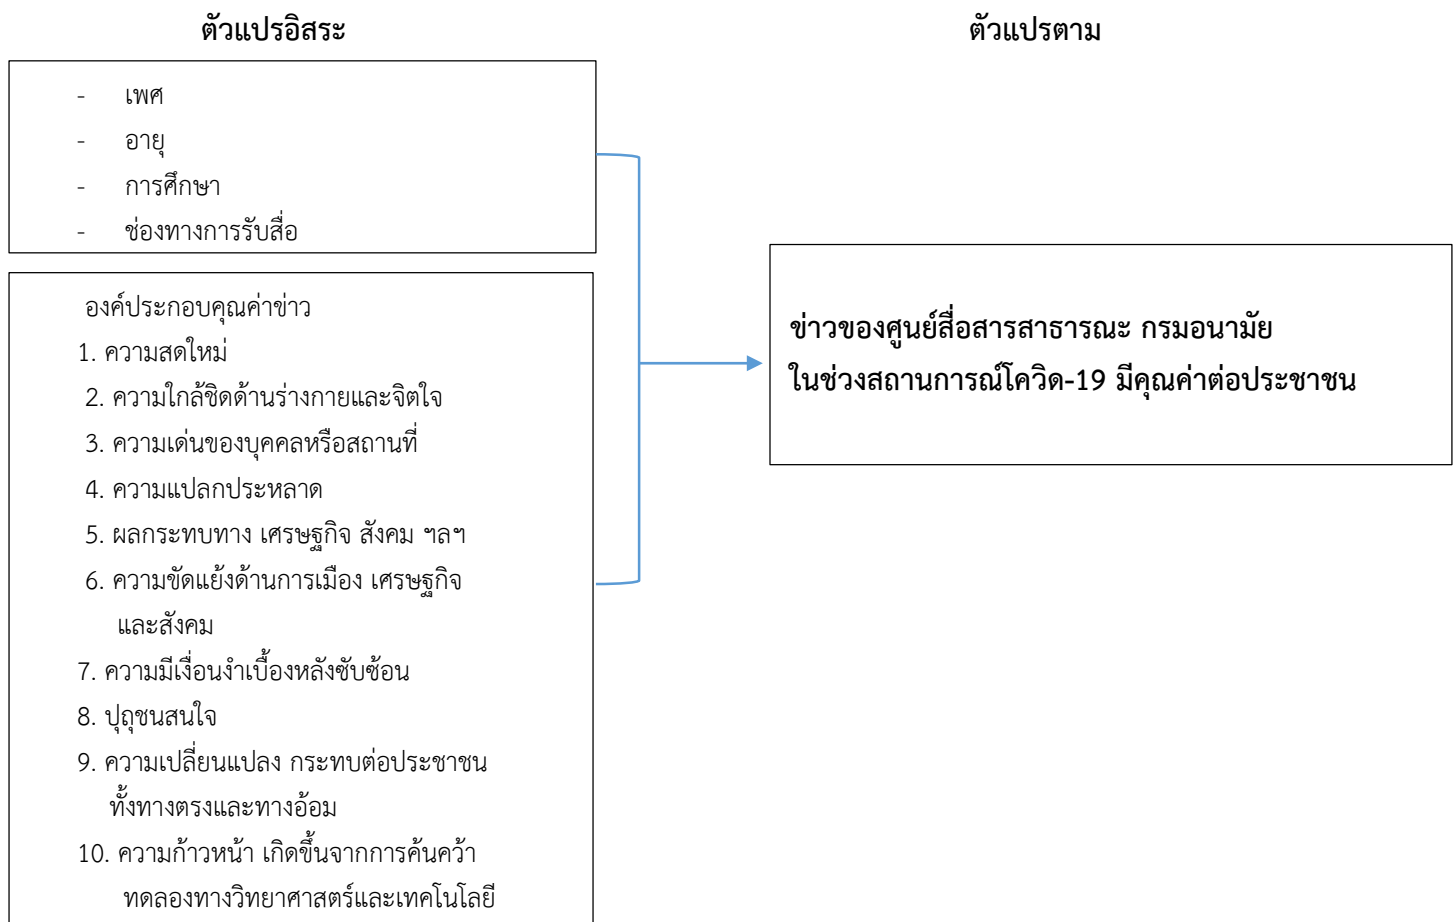 ตัวแปรอิสระ
ตัวแปรตาม
- เพศ
- อายุ
- การศึกษา
- ช่องทางการรับสื่อ
องค์ประกอบคุณค่าข่าว
1. ความสดใหม่
2. ความใกล้ชิดด้านร่างกายและจิตใจ
3. ความเด่นของบุคคลหรือสถานที่
4. ความแปลกประหลาด
5. ผลกระทบทาง เศรษฐกิจ สังคม ฯลฯ
6. ความขัดแย้งด้านการเมือง เศรษฐกิจ
และสังคม
7. ความมีเงื่อนงำเบื้องหลังซับซ้อน
8. ปุถุชนสนใจ
9. ความเปลี่ยนแปลง กระทบต่อประชาชน
ทั้งทางตรงและทางอ้อม
10. ความก้าวหน้า เกิดขึ้นจากการค้นคว้า
ทดลองทางวิทยาศาสตร์และเทคโนโลยี
ข่าวของศูนย์สื่อสารสาธารณะ กรมอนามัย
ในช่วงสถานการณ์โควิด-19 มีคุณค่าต่อประชาชน